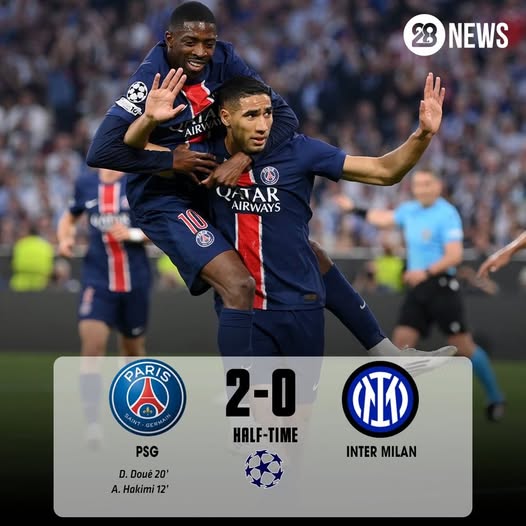 28 NEWS
QATAR
AIRWAYS
QATAR
AIRWAYS
10
2-0
HALF-TIME
PARIS
SAINT-GERMAIN
PSG
INTER MILAN
D. Doué 20'
A. Hakimi 12'